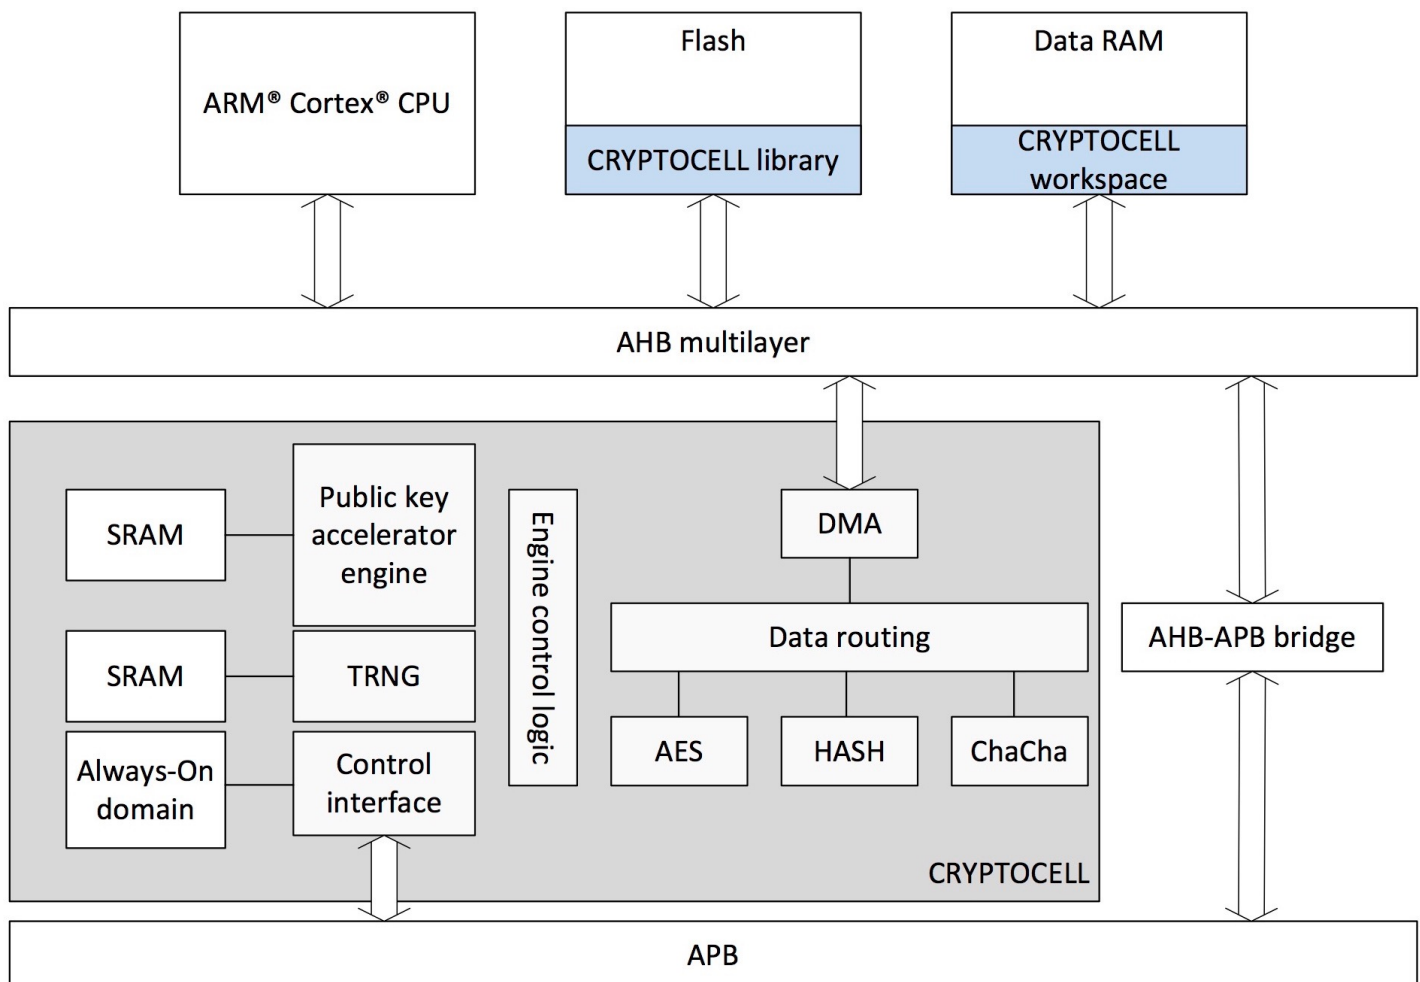 ARM® Cortex® CPU
Flash
CRYPTOCELL library
Data RAM
CRYPTOCELL
workspace
AHB multilayer
SRAM
Public key
accelerator
engine
SRAM
TRNG
Always-On
domain
Control
interface
Engine control logic
DMA
Data routing
AES
HASH
ChaCha
CRYPTOCELL
AHB-APB bridge
APB